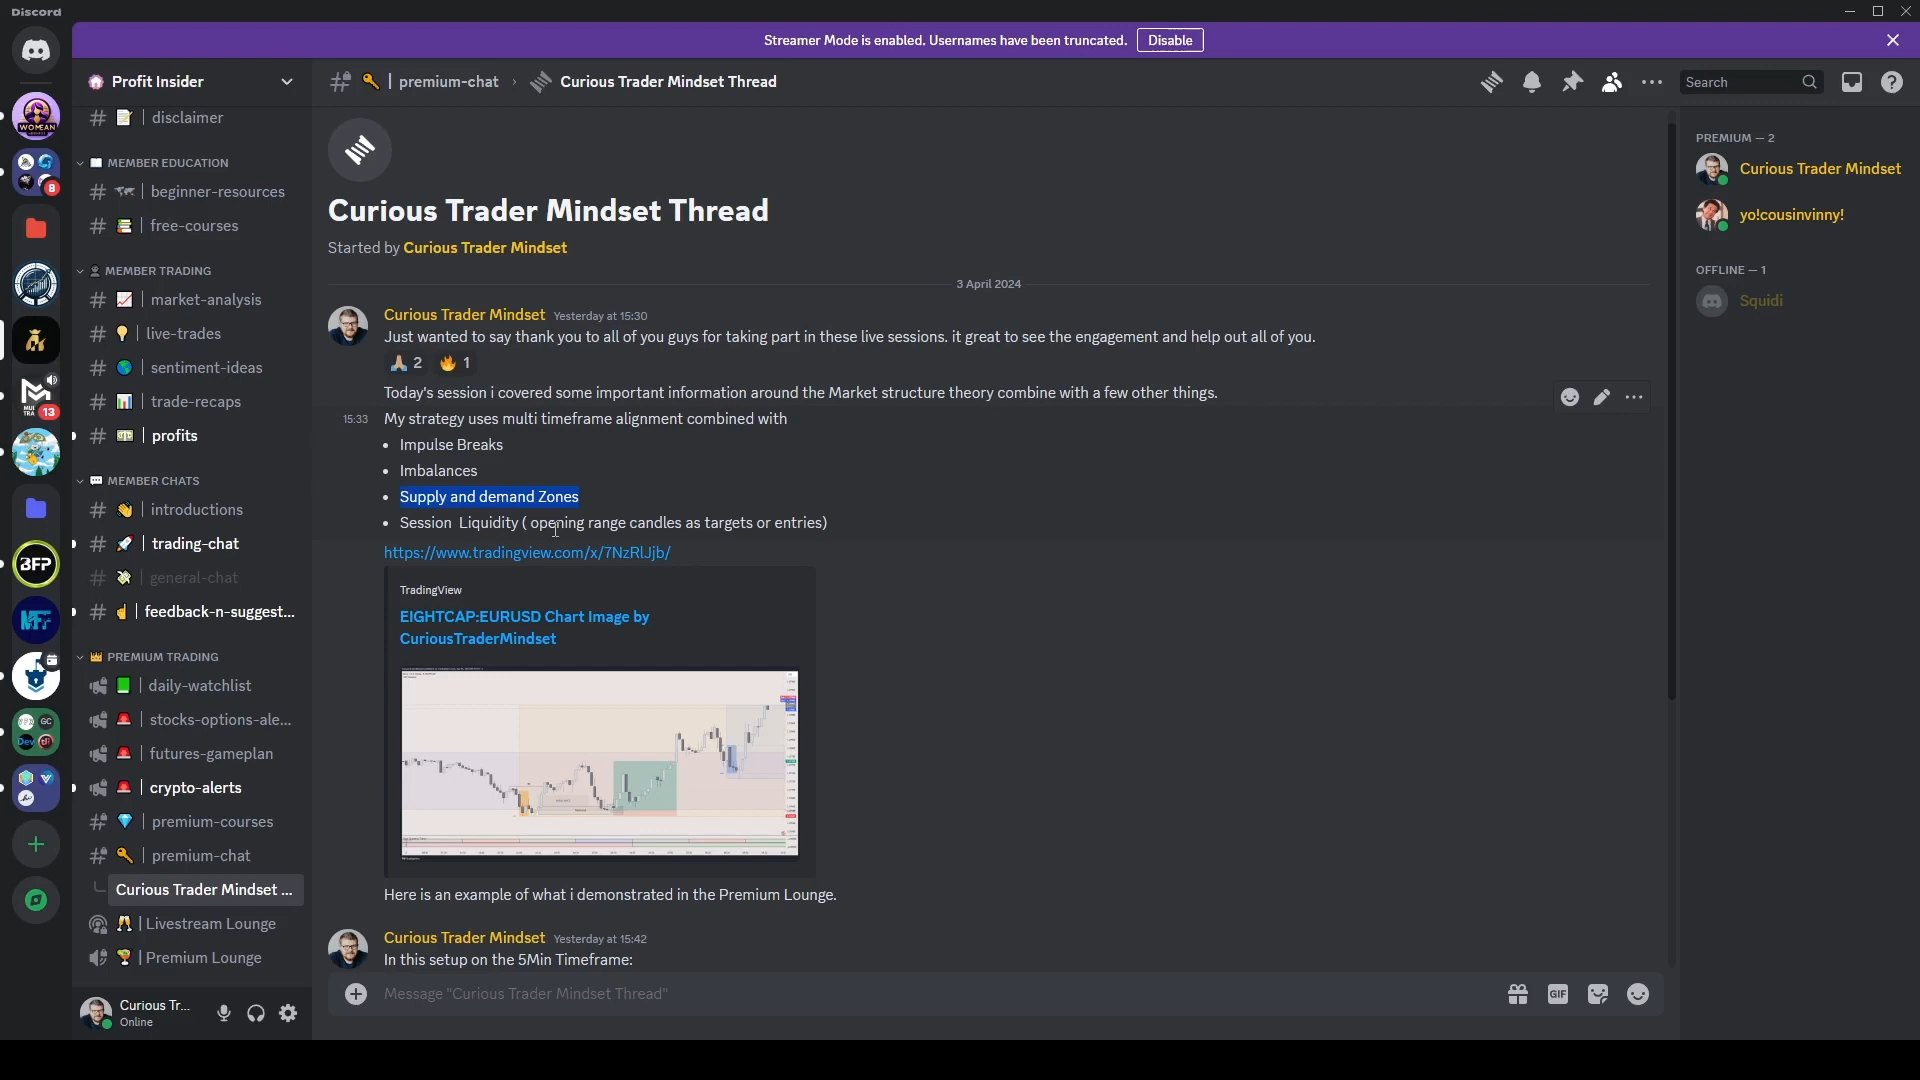 Discord
Streamer Mode is enabled. Usernames have been truncated. Disable
Profit Insider
premium-chat › Curious Trader Mindset Thread
Search
disclaimer
MEMBER EDUCATION
beginner-resources
free-courses
MEMBER TRADING
market-analysis
live-trades
sentiment-ideas
trade-recaps
profits
MEMBER CHATS
introductions
trading-chat
general-chat
feedback-n-suggest...
PREMIUM TRADING
daily-watchlist
stocks-options-ale...
futures-gameplan
crypto-alerts
premium-courses
premium-chat
Curious Trader Mindset ...
Livestream Lounge
Premium Lounge
Curious Tr...
Online
WOMEAN
8
13
BFP
MFF
GC
Dev
Curious Trader Mindset Thread
Started by Curious Trader Mindset
3 April 2024
Curious Trader Mindset Yesterday at 15:30
Just wanted to say thank you to all of you guys for taking part in these live sessions. it great to see the engagement and help out all of you.
2 1
Today's session i covered some important information around the Market structure theory combine with a few other things.
15:33 My strategy uses multi timeframe alignment combined with
• Impulse Breaks
• Imbalances
• Supply and demand Zones
• Session Liquidity ( opening range candles as targets or entries)
https://www.tradingview.com/x/7NzRlJjb/
TradingView
EIGHTCAP:EURUSD Chart Image by
CuriousTraderMindset
Here is an example of what i demonstrated in the Premium Lounge.
Curious Trader Mindset Yesterday at 15:42
In this setup on the 5Min Timeframe:
Message "Curious Trader Mindset Thread"
GIF
PREMIUM — 2
Curious Trader Mindset
yo!cousinvinny!
OFFLINE — 1
Squidi